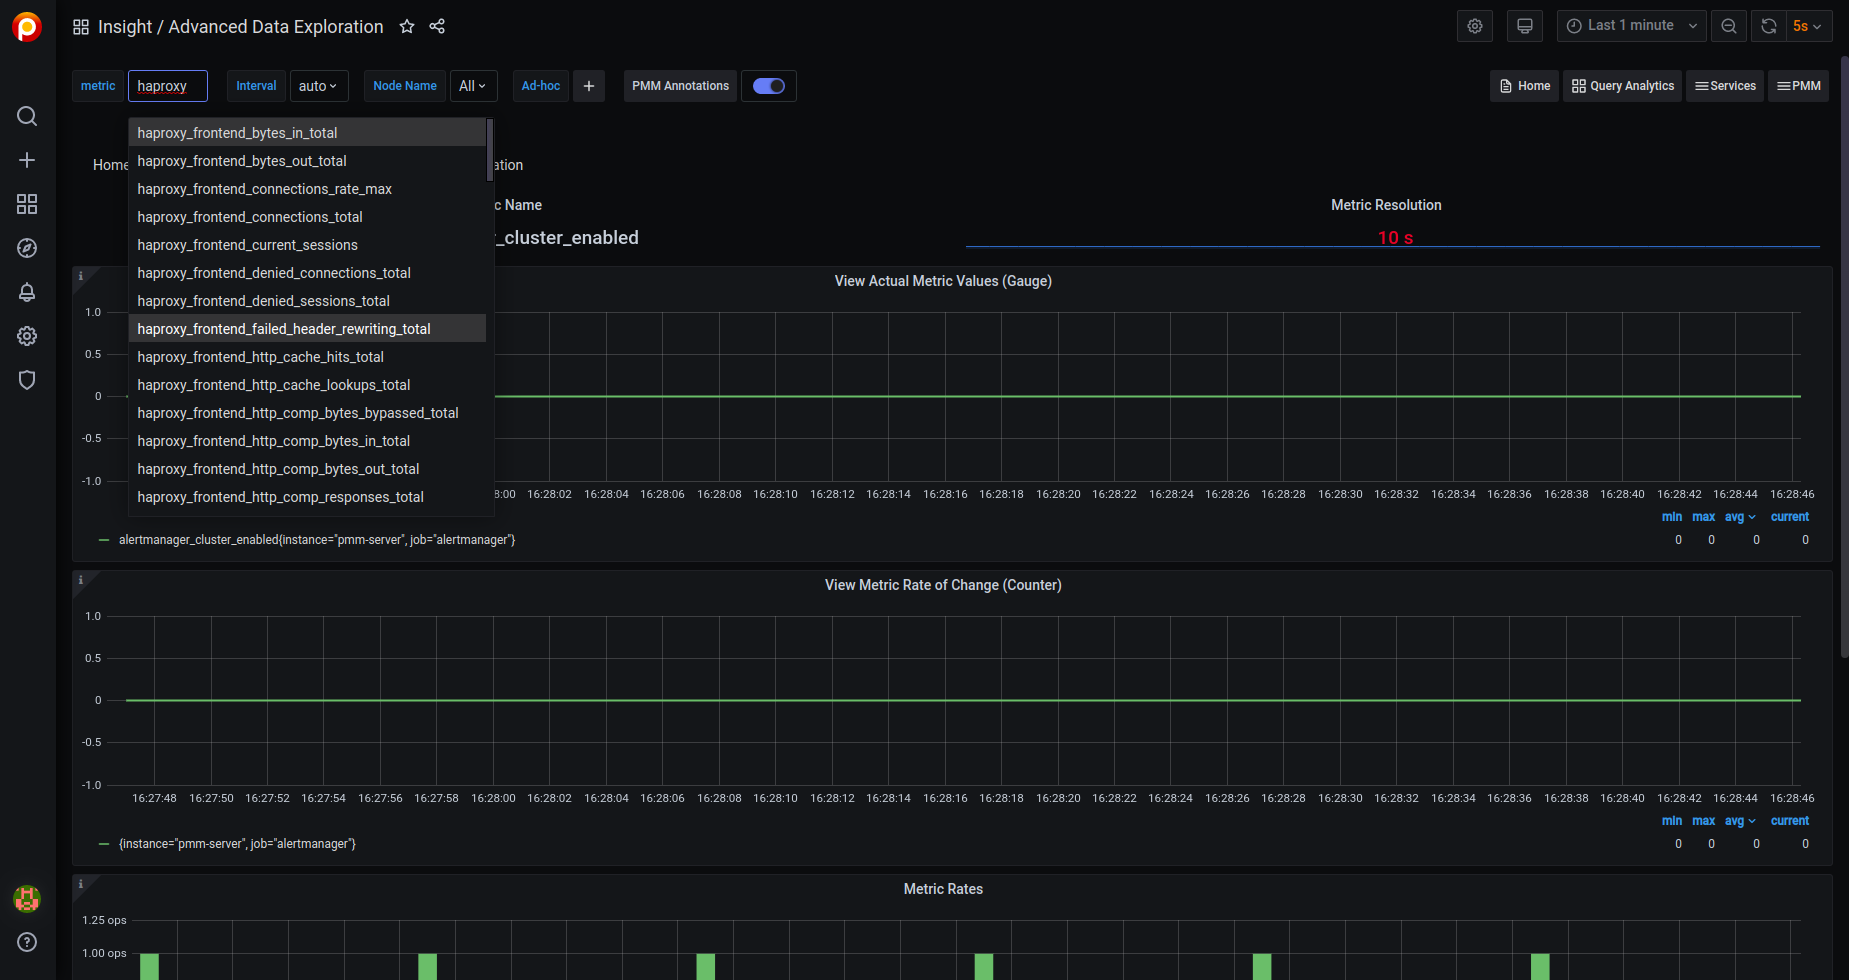 Insight / Advanced Data Exploration
Last 1 minute
5s
metric
haproxy
Interval
auto
Node Name
All
Ad-hoc
PMM Annotations
Home
Query Analytics
Services
PMM
haproxy_frontend_bytes_in_total
haproxy_frontend_bytes_out_total
haproxy_frontend_connections_rate_max
haproxy_frontend_connections_total
haproxy_frontend_current_sessions
haproxy_frontend_denied_connections_total
haproxy_frontend_denied_sessions_total
haproxy_frontend_failed_header_rewriting_total
haproxy_frontend_http_cache_hits_total
haproxy_frontend_http_cache_lookups_total
haproxy_frontend_http_comp_bytes_bypassed_total
haproxy_frontend_http_comp_bytes_in_total
haproxy_frontend_http_comp_bytes_out_total
haproxy_frontend_http_comp_responses_total
Home
ation
c Name
_cluster_enabled
Metric Resolution
10 s
View Actual Metric Values (Gauge)
1.0
0.5
0
-0.5
-1.0
8:00 16:28:02 16:28:04 16:28:06 16:28:08 16:28:10 16:28:12 16:28:14 16:28:16 16:28:18 16:28:20 16:28:22 16:28:24 16:28:26 16:28:28 16:28:30 16:28:32 16:28:34 16:28:36 16:28:38 16:28:40 16:28:42 16:28:44 16:28:46
min max avg current
alertmanager_cluster_enabled{instance="pmm-server", job="alertmanager"} 0 0 0 0
View Metric Rate of Change (Counter)
1.0
0.5
0
-0.5
-1.0
16:27:48 16:27:50 16:27:52 16:27:54 16:27:56 16:27:58 16:28:00 16:28:02 16:28:04 16:28:06 16:28:08 16:28:10 16:28:12 16:28:14 16:28:16 16:28:18 16:28:20 16:28:22 16:28:24 16:28:26 16:28:28 16:28:30 16:28:32 16:28:34 16:28:36 16:28:38 16:28:40 16:28:42 16:28:44 16:28:46
min max avg current
{instance="pmm-server", job="alertmanager"} 0 0 0 0
Metric Rates
1.25 ops
1.00 ops